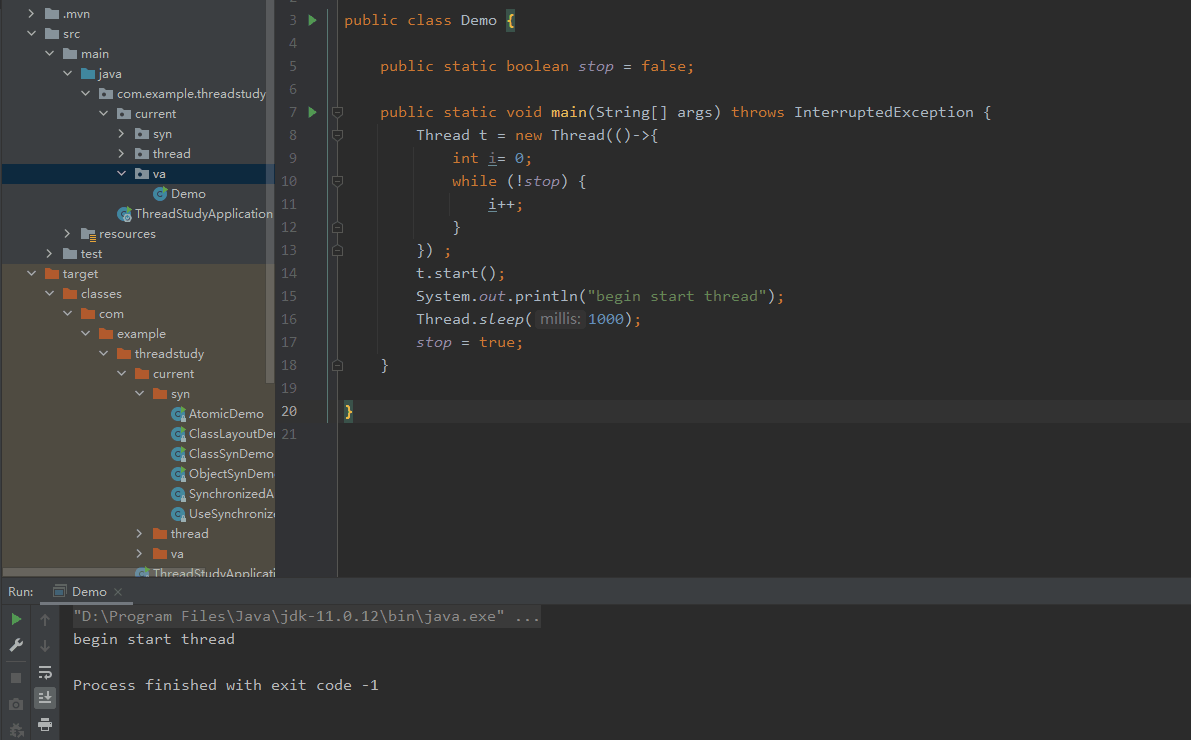 .mvn
src
main
java
com.example.threadstudy
current
syn
thread
va
Demo
ThreadStudyApplication
resources
test
target
classes
com
example
threadstudy
current
syn
AtomicDemo
ClassLayoutDe
ClassSynDemo
ObjectSynDem
SynchronizedA
UseSynchronize
thread
va
ThreadStudyApplicati
3 public class Demo {
4
5 public static boolean stop = false;
6
7 public static void main(String[] args) throws InterruptedException {
8 Thread t = new Thread(()->{
9 int i= 0;
10 while (!stop) {
11 i++;
12 }
13 }) ;
14 t.start();
15 System.out.println("begin start thread");
16 Thread.sleep( millis: 1000);
17 stop = true;
18 }
19
20 }
21
Run: Demo
"D:\Program Files\Java\jdk-11.0.12\bin\java.exe" ...
begin start thread
Process finished with exit code -1